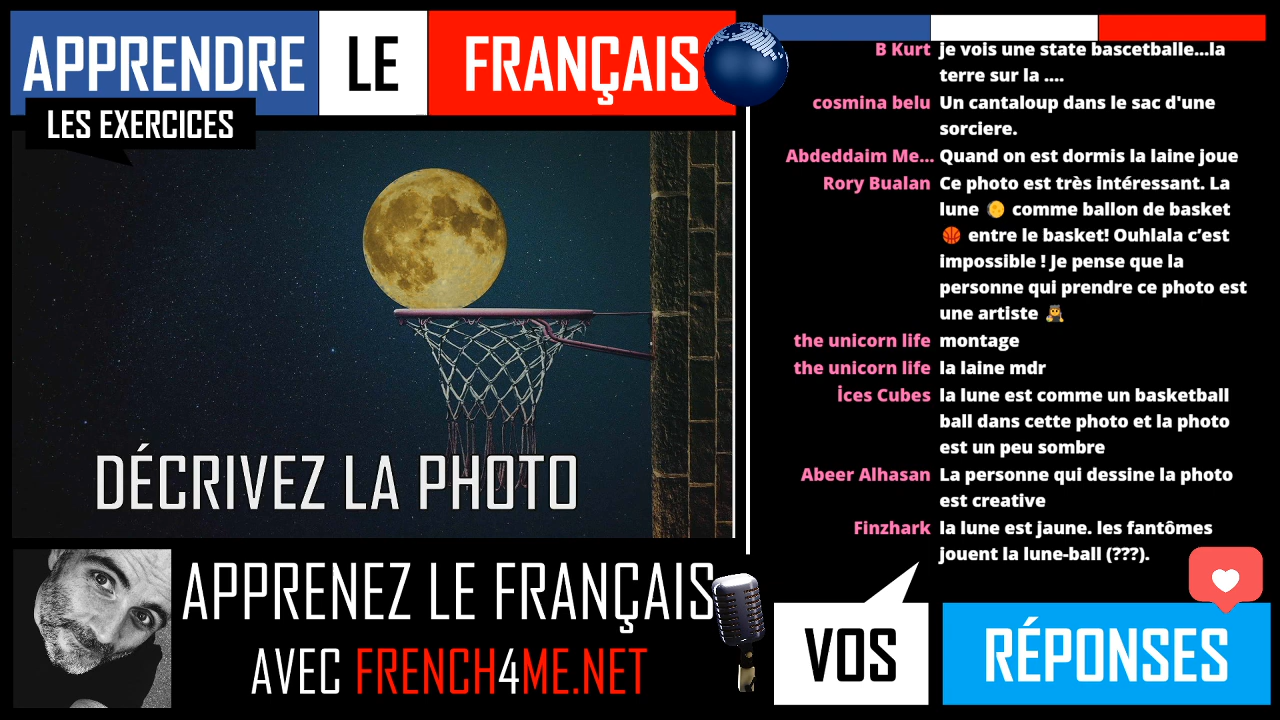 APPRENDRE LE FRANÇAIS
LES EXERCICES
DÉCRIVEZ LA PHOTO
APPRENEZ LE FRANÇAIS
AVEC FRENCH4ME.NET
B Kurt je vois une state bascetballe...la
terre sur la ....
cosmina belu Un cantaloup dans le sac d'une
sorciere.
Abdeddaim Me... Quand on est dormis la laine joue
Rory Bualan Ce photo est très intéressant. La
lune 🌕 comme ballon de basket
🏀 entre le basket! Ouhlala c’est
impossible ! Je pense que la
personne qui prendre ce photo est
une artiste
the unicorn life montage
the unicorn life la laine mdr
İces Cubes la lune est comme un basketball
ball dans cette photo et la photo
est un peu sombre
Abeer Alhasan La personne qui dessine la photo
est creative
Finzhark la lune est jaune. les fantômes
jouent la lune-ball (???).
VOS RÉPONSES